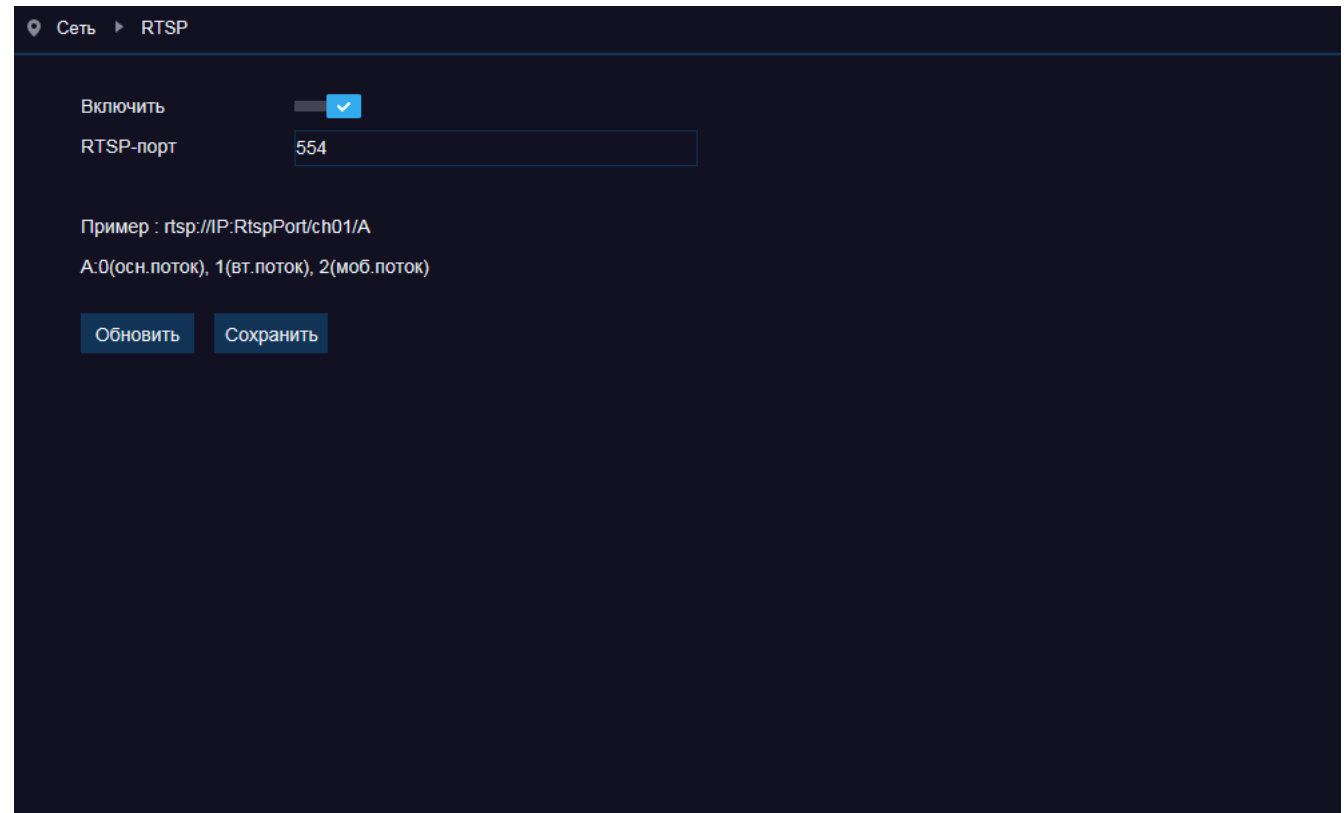 Сеть RTSP
Включить
RTSP-порт 554
Пример : rtsp://IP:RtspPort/ch01/A
A:0(осн.поток), 1(вт.поток), 2(моб.поток)
Обновить Сохранить